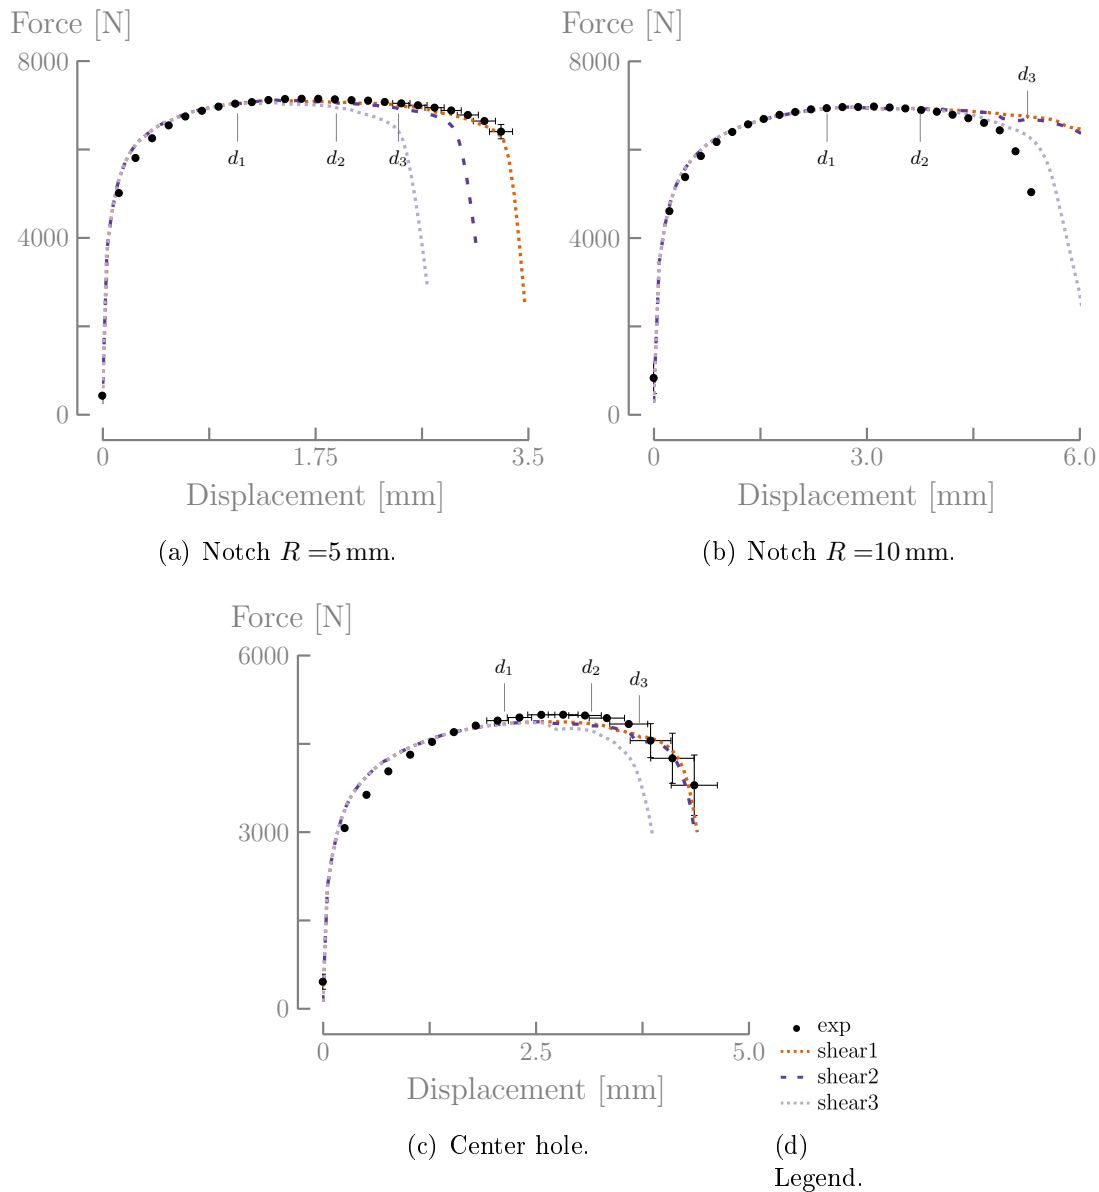 Force [N]
8000
4000
0
d1
d2
d3
0
1.75
3.5
Displacement [mm]
(a) Notch R =5 mm.
Force [N]
8000
4000
0
d1
d2
d3
0
3.0
6.0
Displacement [mm]
(b) Notch R =10 mm.
Force [N]
6000
3000
0
d1
d2
d3
0
2.5
5.0
Displacement [mm]
(c) Center hole.
exp
shear1
shear2
shear3
(d)
Legend.